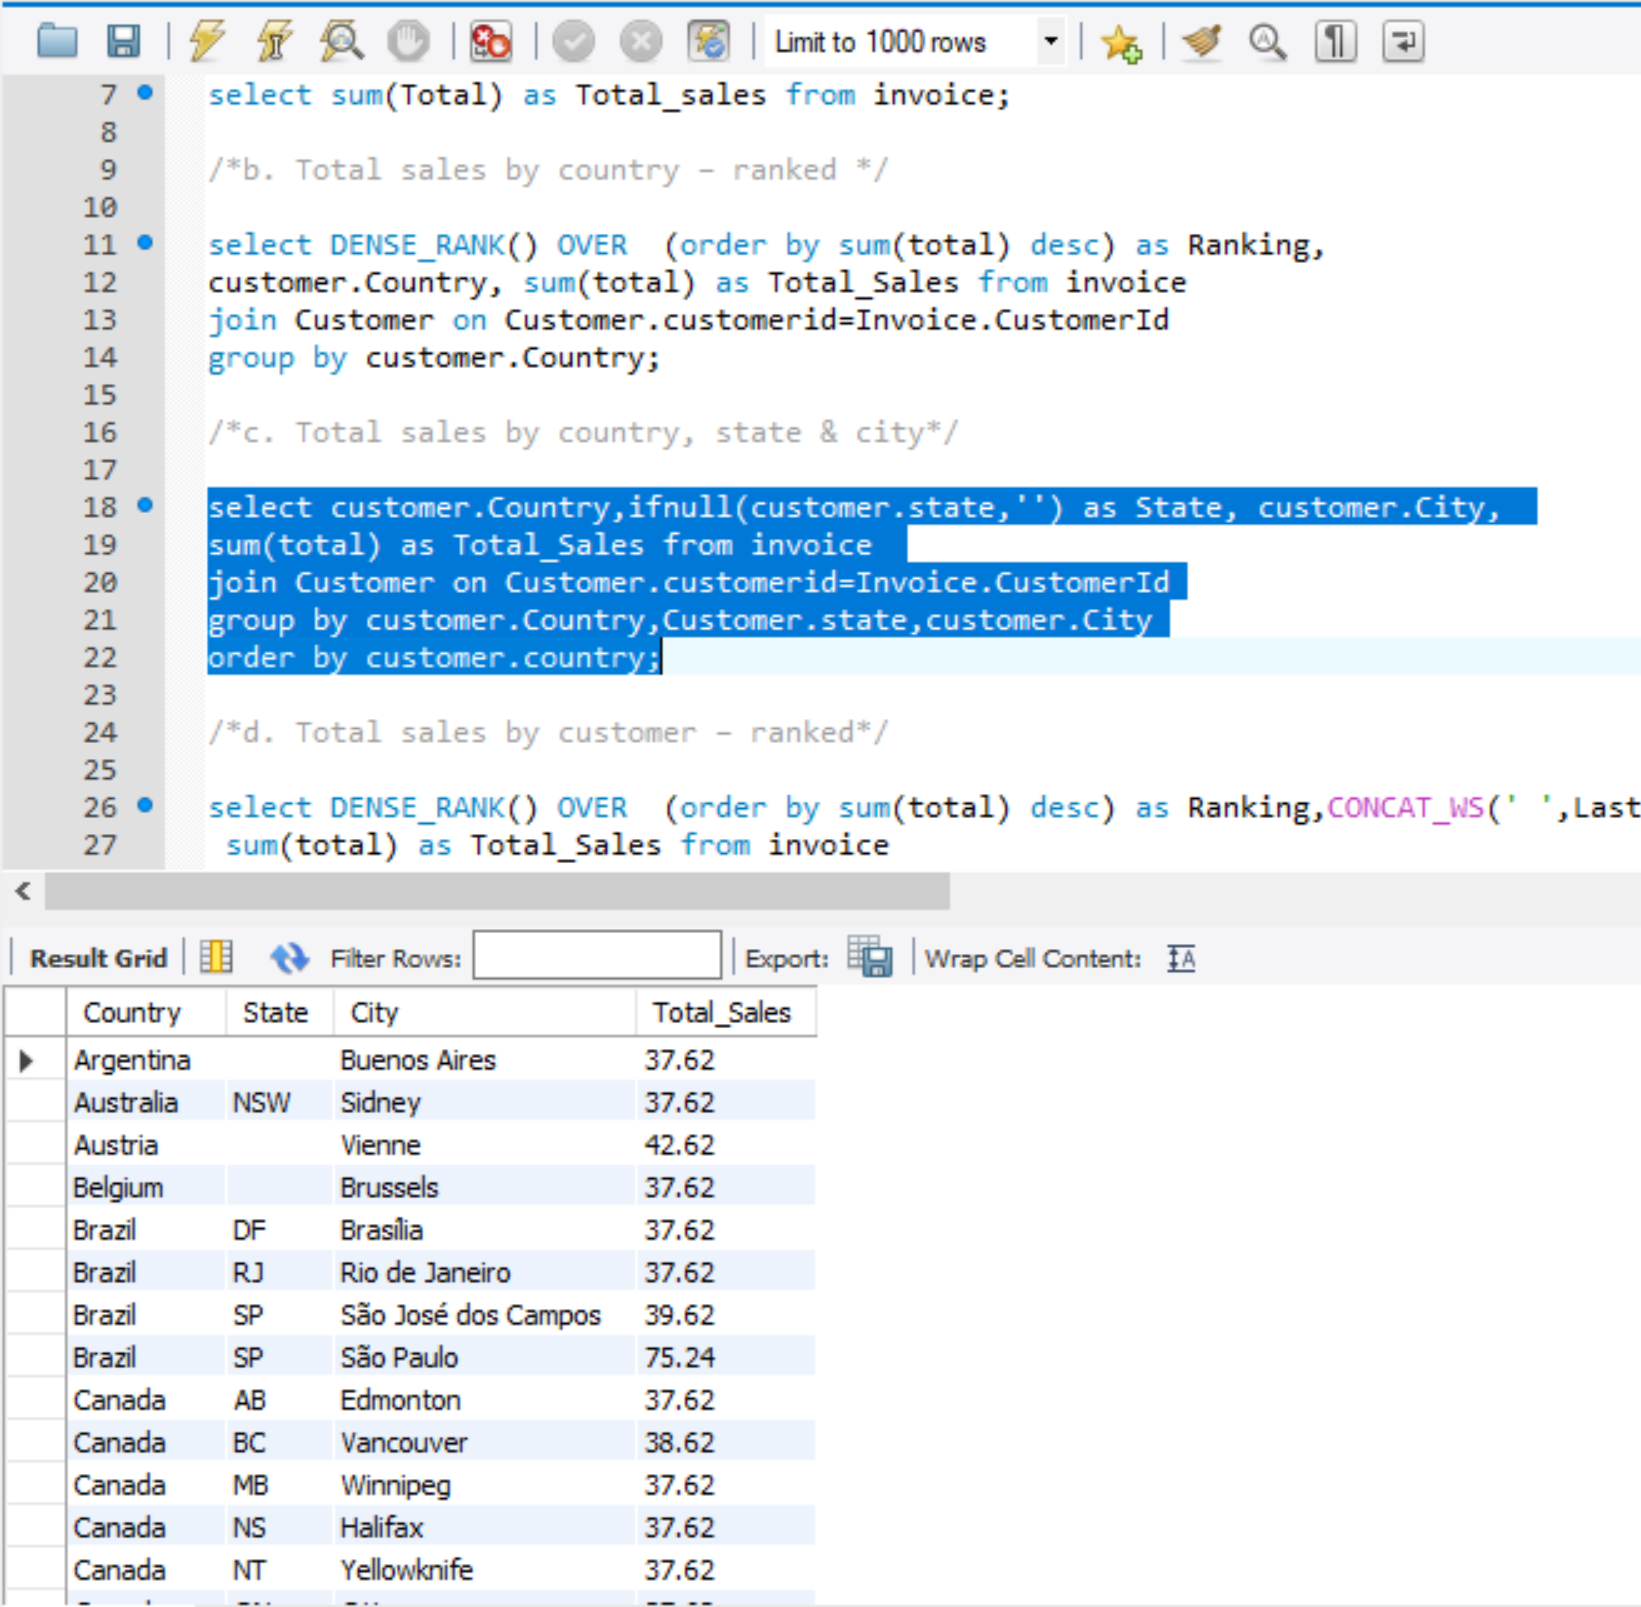 Limit to 1000 rows
7 select sum(Total) as Total_sales from invoice;
8
9 /*b. Total sales by country – ranked */
10
11 select DENSE_RANK() OVER  (order by sum(total) desc) as Ranking,
12 customer.Country, sum(total) as Total_Sales from invoice
13 join Customer on Customer.customerid=Invoice.CustomerId
14 group by customer.Country;
15
16 /*c. Total sales by country, state & city*/
17
18 select customer.Country,ifnull(customer.state,'') as State, customer.City,
19 sum(total) as Total_Sales from invoice
20 join Customer on Customer.customerid=Invoice.CustomerId
21 group by customer.Country,Customer.state,customer.City
22 order by customer.country;
23
24 /*d. Total sales by customer – ranked*/
25
26 select DENSE_RANK() OVER  (order by sum(total) desc) as Ranking,CONCAT_WS(' ',Last
27 sum(total) as Total_Sales from invoice
Result Grid Filter Rows: Export: Wrap Cell Content:
Country State City Total_Sales
Argentina Buenos Aires 37.62
Australia NSW Sidney 37.62
Austria Vienne 42.62
Belgium Brussels 37.62
Brazil DF Brasília 37.62
Brazil RJ Rio de Janeiro 37.62
Brazil SP São José dos Campos 39.62
Brazil SP São Paulo 75.24
Canada AB Edmonton 37.62
Canada BC Vancouver 38.62
Canada MB Winnipeg 37.62
Canada NS Halifax 37.62
Canada NT Yellowknife 37.62